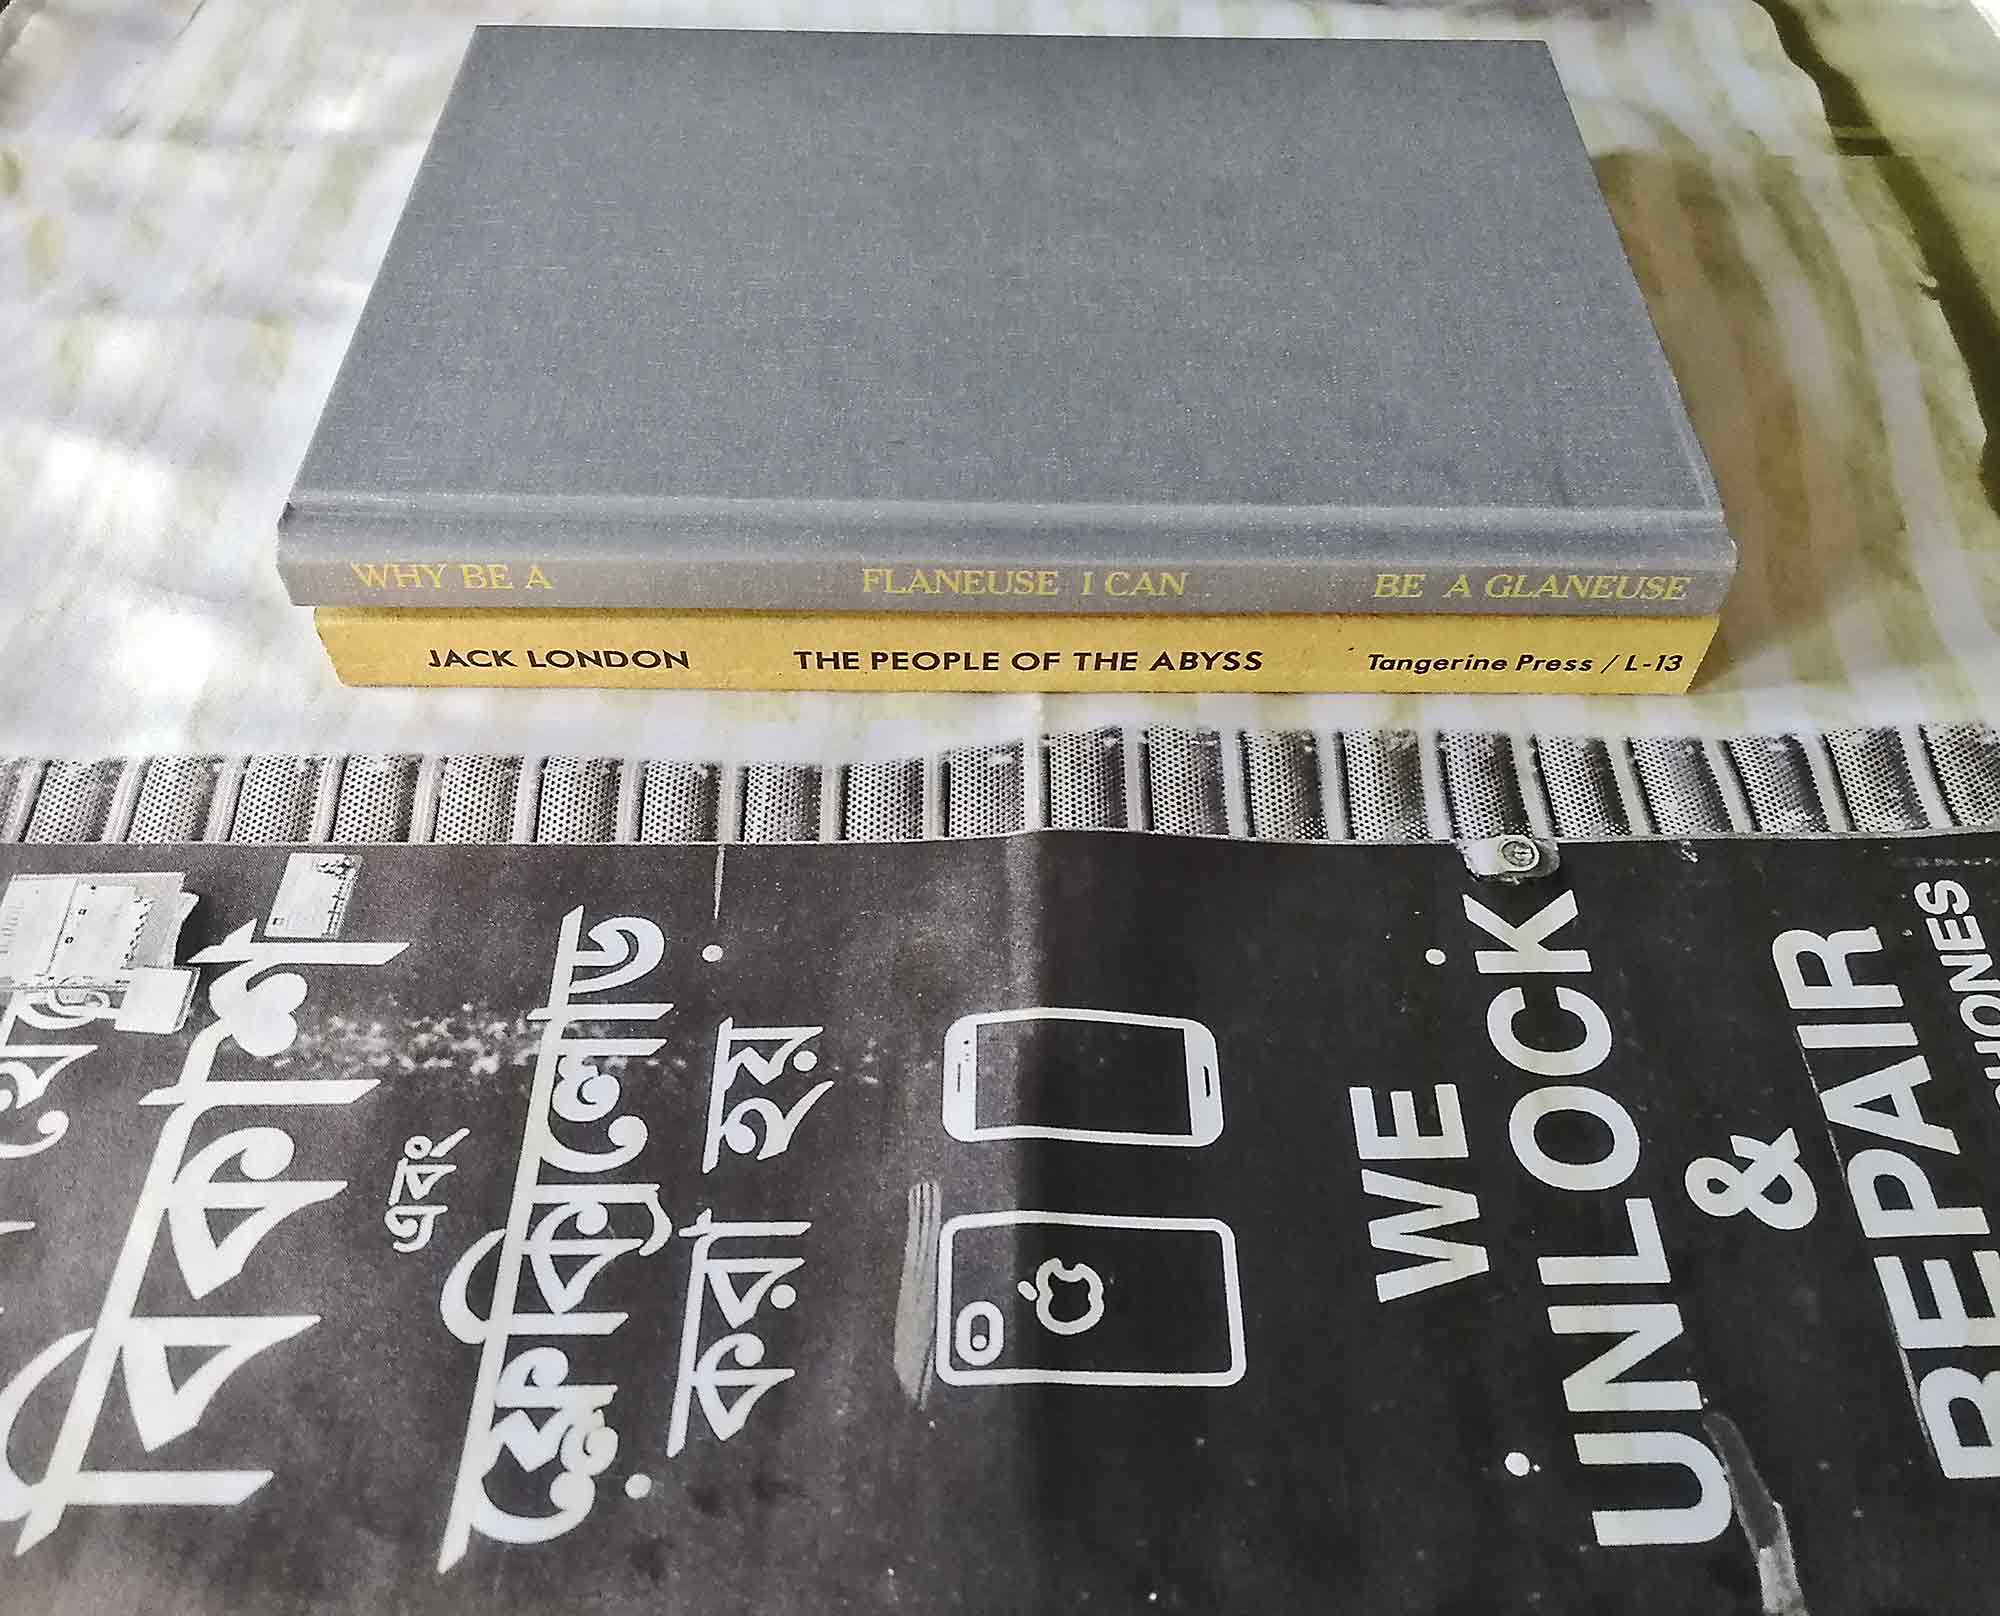 WHY BE A FLANEUSE I CAN BE A GLANEUSE
JACK LONDON THE PEOPLE OF THE ABYSS Tangerine Press / L-13
বিকাশ
এবং
ফ্লেক্সিলোড
করা হয়
WE
UNLOCK
&
REPAIR
PHONES